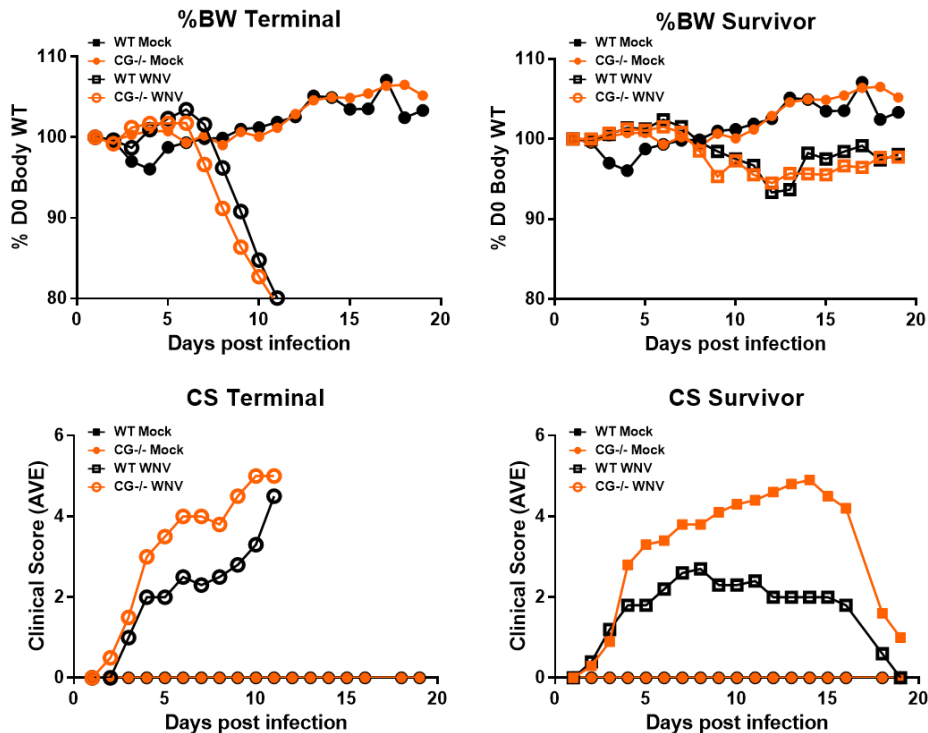 %BW Terminal
WT Mock
CG-/- Mock
WT WNV
CG-/- WNV
110
100
90
80
% D0 Body WT
0
5
10
15
20
Days post infection
%BW Survivor
WT Mock
CG-/- Mock
WT WNV
CG-/- WNV
110
100
90
80
% D0 Body WT
0
5
10
15
20
Days post infection
CS Terminal
WT Mock
CG-/- Mock
WT WNV
CG-/- WNV
6
4
2
0
Clinical Score (AVE)
0
5
10
15
20
Days post infection
CS Survivor
WT Mock
CG-/- Mock
WT WNV
CG-/- WNV
6
4
2
0
Clinical Score (AVE)
0
5
10
15
20
Days post infection